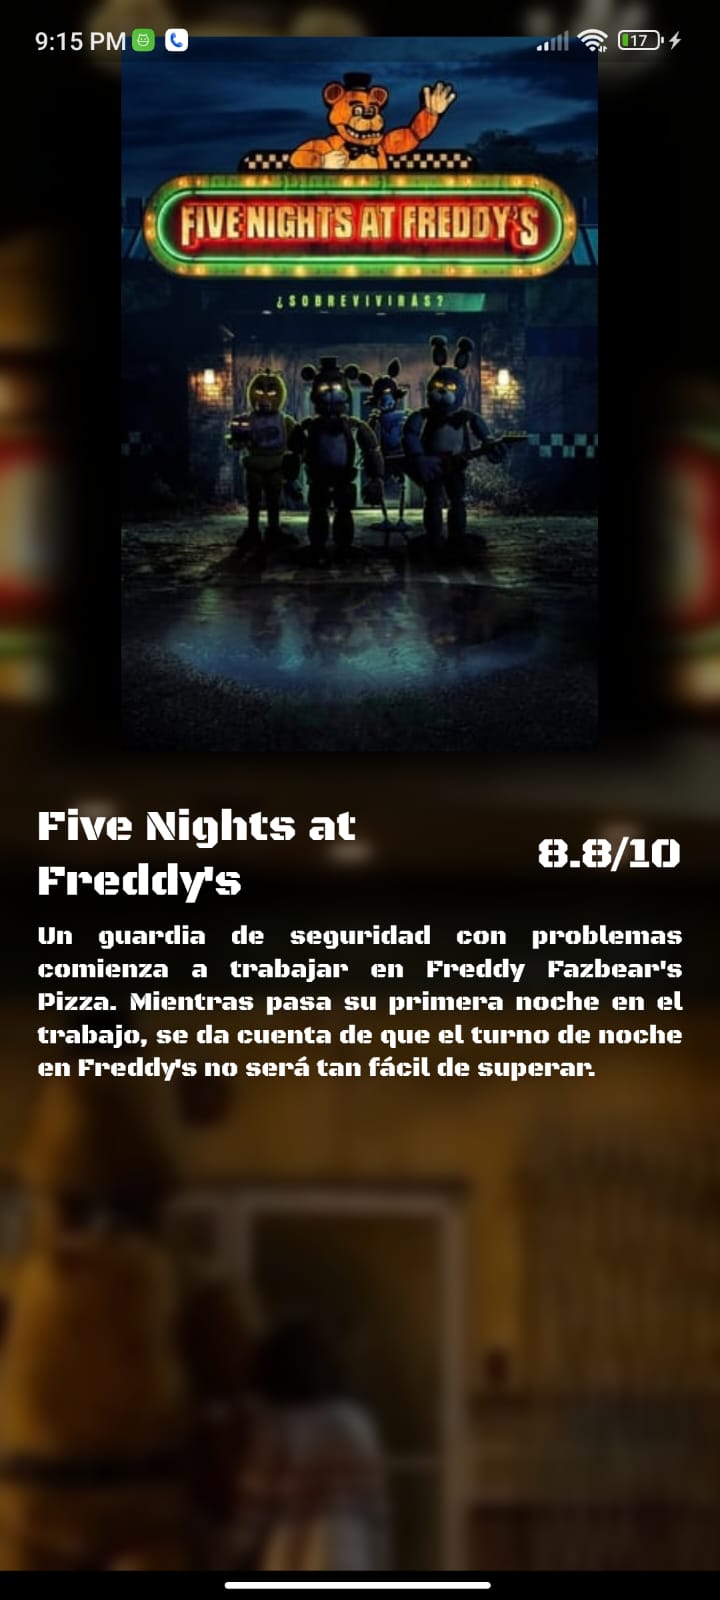 9:15 PM
17
FIVE NIGHTS AT FREDDY'S
¿SOBREVIVIRÁS?
Five Nights at
Freddy's
8.8/10
Un guardia de seguridad con problemas
comienza a trabajar en Freddy Fazbear's
Pizza. Mientras pasa su primera noche en el
trabajo, se da cuenta de que el turno de noche
en Freddy's no será tan fácil de superar.